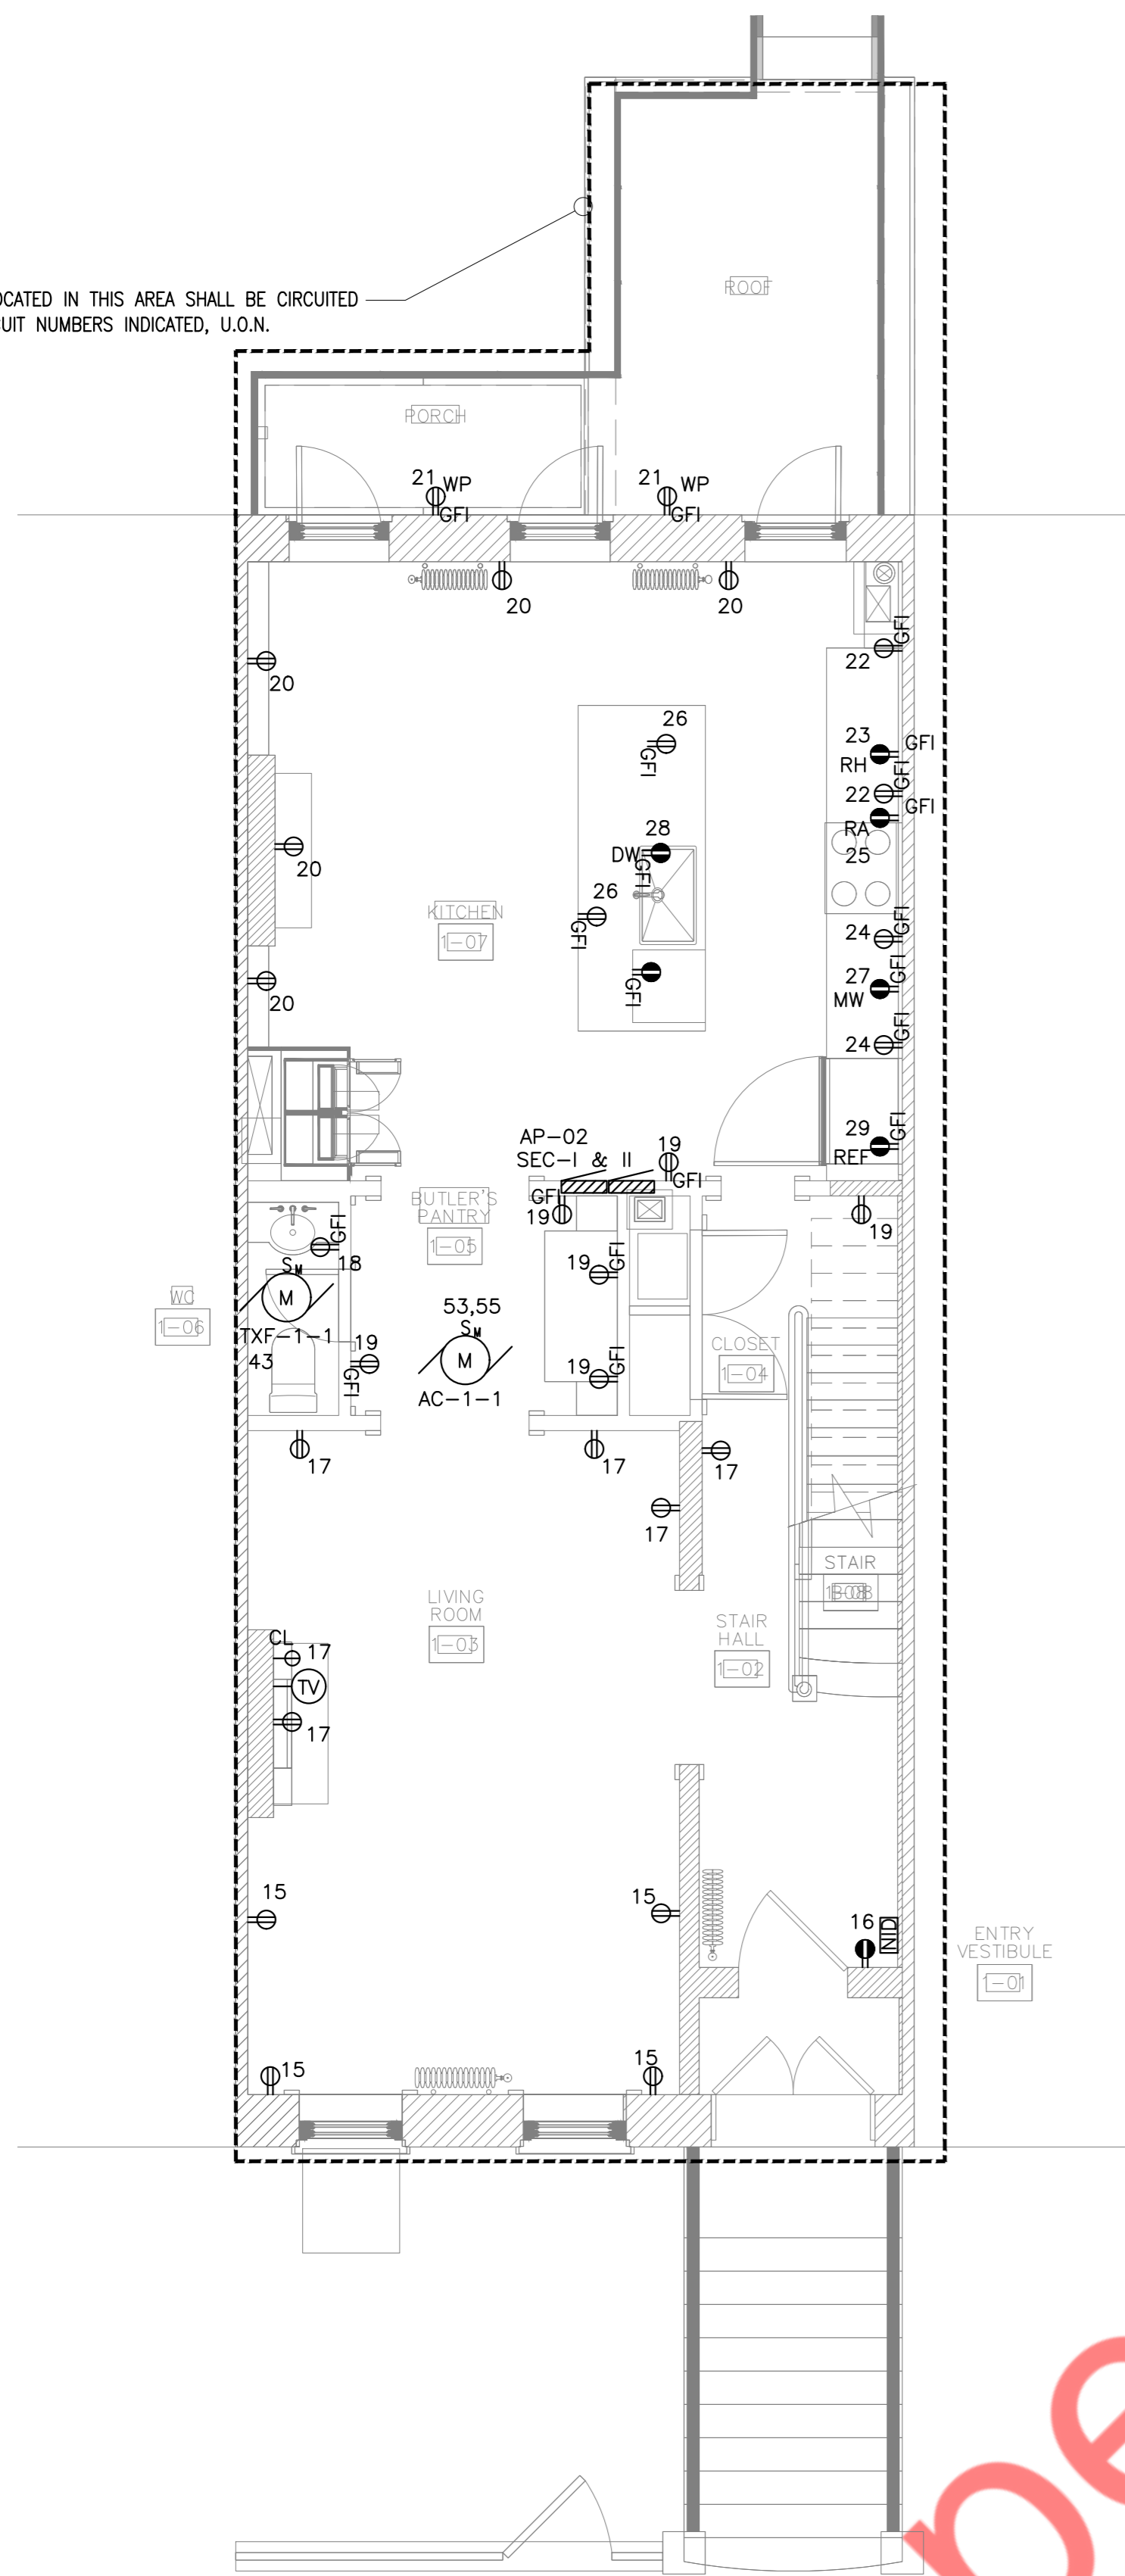 ROOF
LOCATED IN THIS AREA SHALL BE CIRCUITED
CUIT NUMBERS INDICATED, U.O.N.
PORCH
21 WP
GFI
21 WP
GFI
20
20
GFI
22
20
26
GFI
23
GFI
RH
GFI
22
GFI
RA
25
28
DW
GFI
20
26
GFI
KITCHEN
1-07
24
GFI
GFI
27
GFI
MW
20
24
GFI
29
GFI
REF
AP-02
SEC-I & II
19
GFI
GFI
19
19
BUTLER'S
PANTRY
1-05
GFI
18
SM
M
TXF-1-1
43
WC
1-06
19
GFI
53,55
SM
M
AC-1-1
19
GFI
19
GFI
CLOSET
1-04
17
17
17
17
STAIR
LIVING
ROOM
1-03
STAIR
HALL
1-02
CL
17
TV
17
15
15
16
NID
ENTRY
VESTIBULE
1-01
15
15
pe